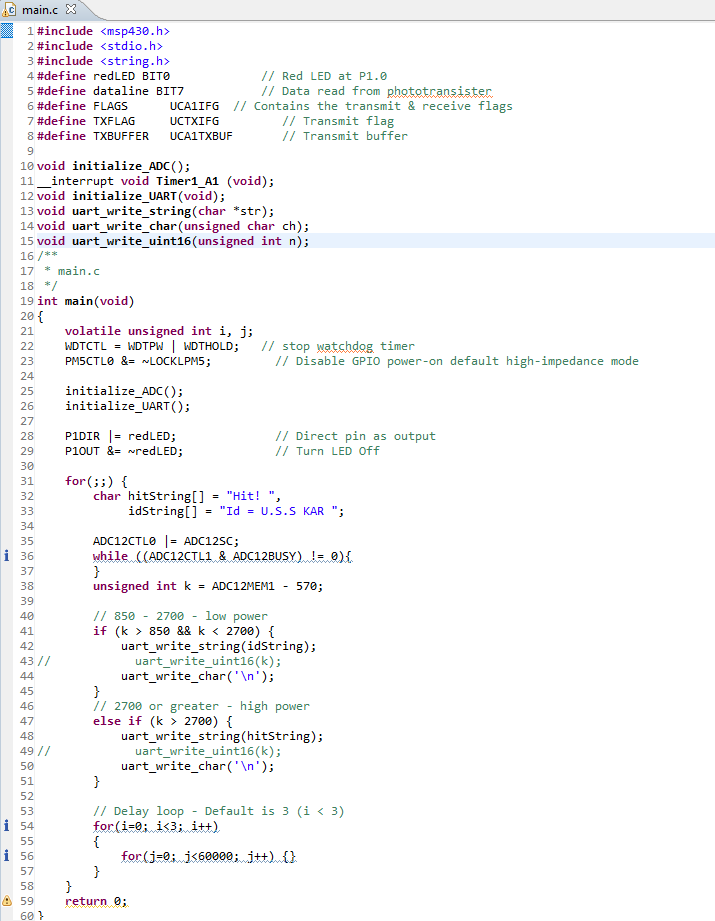 main.c
1 #include <msp430.h>
2 #include <stdio.h>
3 #include <string.h>
4 #define redLED BIT0 // Red LED at P1.0
5 #define dataline BIT7 // Data read from phototransister
6 #define FLAGS UCA1IFG // Contains the transmit & receive flags
7 #define TXFLAG UCTXIFG // Transmit flag
8 #define TXBUFFER UCA1TXBUF // Transmit buffer
9
10 void initialize_ADC();
11 __interrupt void Timer1_A1 (void);
12 void initialize_UART(void);
13 void uart_write_string(char *str);
14 void uart_write_char(unsigned char ch);
15 void uart_write_uint16(unsigned int n);
16 /**
17 * main.c
18 */
19 int main(void)
20 {
21 volatile unsigned int i, j;
22 WDTCTL = WDTPW | WDTHOLD; // stop watchdog timer
23 PM5CTL0 &= ~LOCKLPM5; // Disable GPIO power-on default high-impedance mode
24
25 initialize_ADC();
26 initialize_UART();
27
28 P1DIR |= redLED; // Direct pin as output
29 P1OUT &= ~redLED; // Turn LED Off
30
31 for(;;) {
32 char hitString[] = "Hit! ",
33 idString[] = "Id = U.S.S KAR ";
34
35 ADC12CTL0 |= ADC12SC;
36 while ((ADC12CTL1 & ADC12BUSY) != 0){
37 }
38 unsigned int k = ADC12MEM1 - 570;
39
40 // 850 - 2700 - low power
41 if (k > 850 && k < 2700) {
42 uart_write_string(idString);
43 // uart_write_uint16(k);
44 uart_write_char('\n');
45 }
46 // 2700 or greater - high power
47 else if (k > 2700) {
48 uart_write_string(hitString);
49 // uart_write_uint16(k);
50 uart_write_char('\n');
51 }
52
53 // Delay loop - Default is 3 (i < 3)
54 for(i=0; i<3; i++)
55 {
56 for(j=0; j<60000; j++) {}
57 }
58 }
59 return 0;
60 }